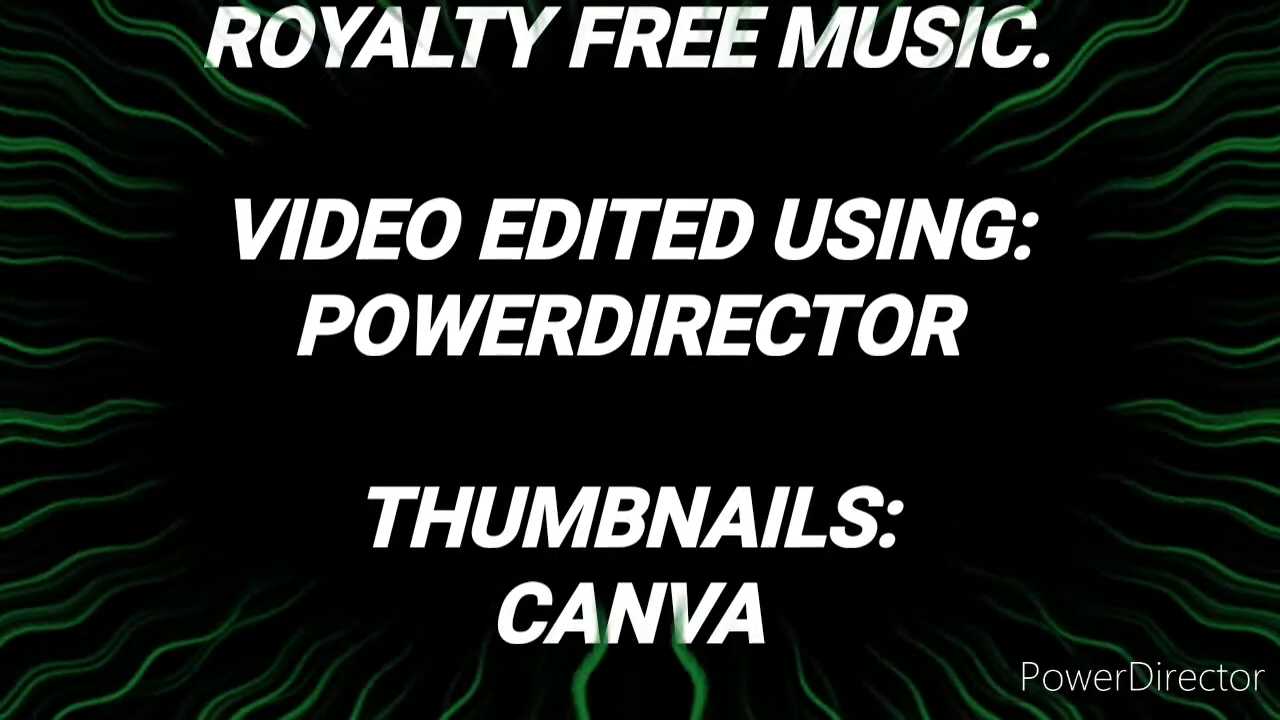 ROYALTY FREE MUSIC.
VIDEO EDITED USING:
POWERDIRECTOR
THUMBNAILS:
CANVA
PowerDirector